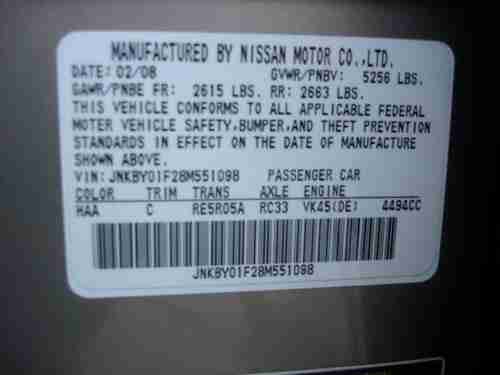 MANUFACTURED BY NISSAN MOTOR CO.,LTD.
DATE: 02/08 GVWR/PNBV: 5256 LBS.
GAWR/PNBE FR: 2615 LBS. RR: 2663 LBS.
THIS VEHICLE CONFORMS TO ALL APPLICABLE FEDERAL
MOTOR VEHICLE SAFETY,BUMPER,AND THEFT PREVENTION
STANDARDS IN EFFECT ON THE DATE OF MANUFACTURE
SHOWN ABOVE.
VIN: JNKBY01F28M551098 PASSENGER CAR
COLOR TRIM TRANS AXLE ENGINE
HAA C RE5R05A RC33 VK45(DE) 4494CC
JNKBY01F28M551098